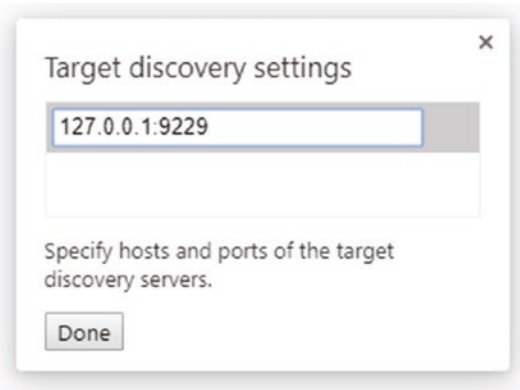 Target discovery settings
127.0.0.1:9229
Specify hosts and ports of the target
discovery servers.
Done